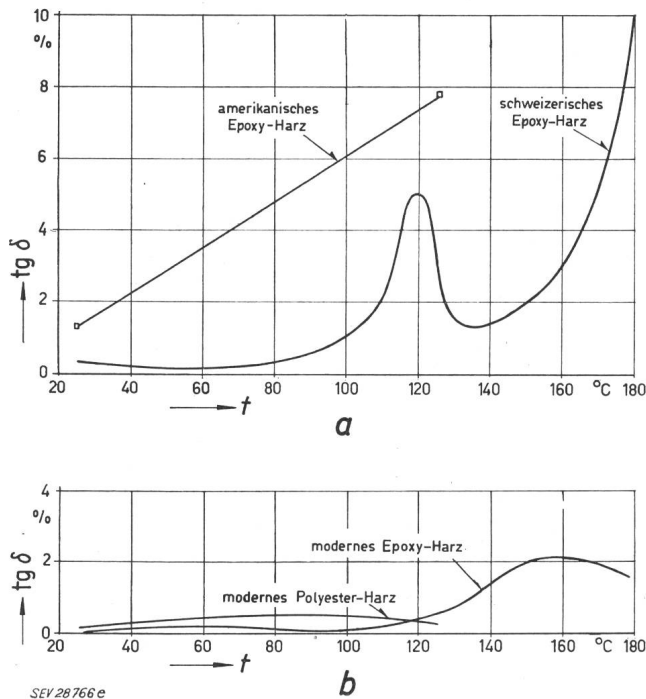 10
%
8
6
4
2
0
tg δ
amerikanisches
Epoxy-Harz
schweizerisches
Epoxy-Harz
20 40 60 80 100 120 140 160 °C 180
t
a
4
%
2
0
tg δ
modernes Epoxy-Harz
modernes Polyester-Harz
20 40 60 80 100 120 140 160 °C 180
t
b
SEV 28766e